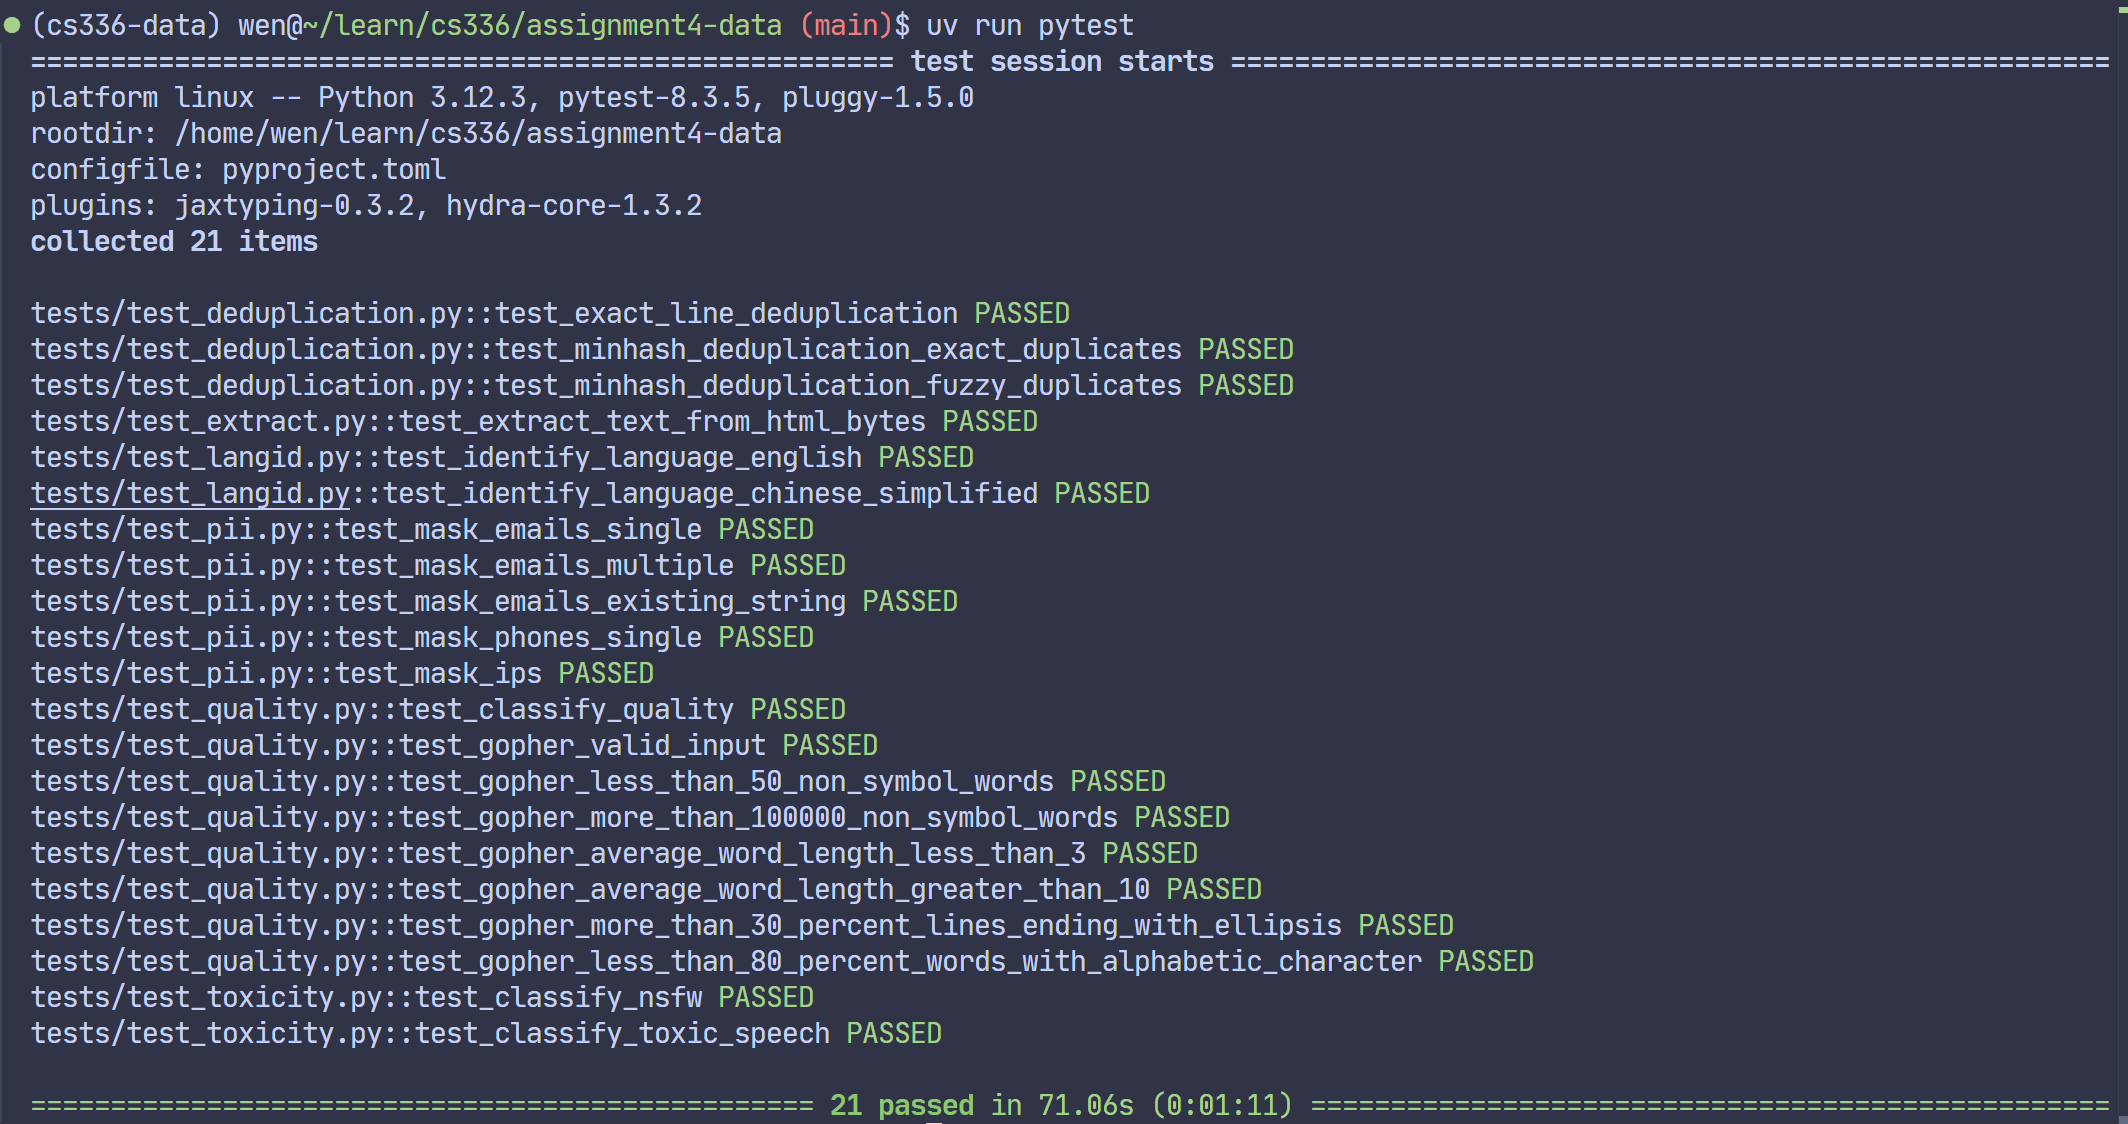 (cs336-data) wen@~/learn/cs336/assignment4-data (main)$ uv run pytest
====================================================== test session starts =======================================================
platform linux -- Python 3.12.3, pytest-8.3.5, pluggy-1.5.0
rootdir: /home/wen/learn/cs336/assignment4-data
configfile: pyproject.toml
plugins: jaxtyping-0.3.2, hydra-core-1.3.2
collected 21 items
tests/test_deduplication.py::test_exact_line_deduplication PASSED
tests/test_deduplication.py::test_minhash_deduplication_exact_duplicates PASSED
tests/test_deduplication.py::test_minhash_deduplication_fuzzy_duplicates PASSED
tests/test_extract.py::test_extract_text_from_html_bytes PASSED
tests/test_langid.py::test_identify_language_english PASSED
tests/test_langid.py::test_identify_language_chinese_simplified PASSED
tests/test_pii.py::test_mask_emails_single PASSED
tests/test_pii.py::test_mask_emails_multiple PASSED
tests/test_pii.py::test_mask_emails_existing_string PASSED
tests/test_pii.py::test_mask_phones_single PASSED
tests/test_pii.py::test_mask_ips PASSED
tests/test_quality.py::test_classify_quality PASSED
tests/test_quality.py::test_gopher_valid_input PASSED
tests/test_quality.py::test_gopher_less_than_50_non_symbol_words PASSED
tests/test_quality.py::test_gopher_more_than_100000_non_symbol_words PASSED
tests/test_quality.py::test_gopher_average_word_length_less_than_3 PASSED
tests/test_quality.py::test_gopher_average_word_length_greater_than_10 PASSED
tests/test_quality.py::test_gopher_more_than_30_percent_lines_ending_with_ellipsis PASSED
tests/test_quality.py::test_gopher_less_than_80_percent_words_with_alphabetic_character PASSED
tests/test_toxicity.py::test_classify_nsfw PASSED
tests/test_toxicity.py::test_classify_toxic_speech PASSED
================================================= 21 passed in 71.06s (0:01:11) ==================================================